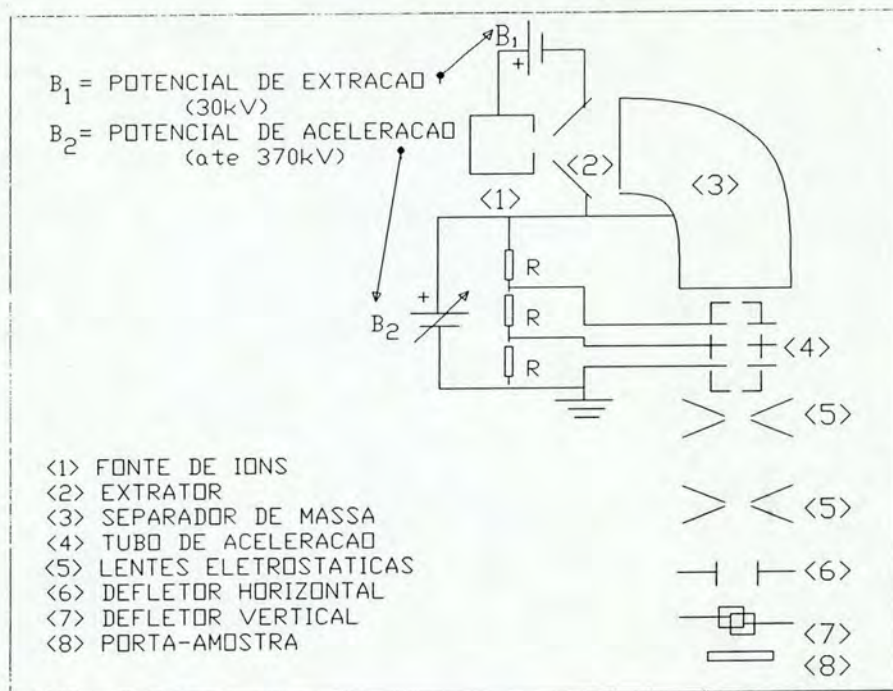 B₁ = POTENCIAL DE EXTRACAO
(30kV)
B₂ = POTENCIAL DE ACELERACAO
(ate 370kV)
B₁
+
<1>
<2>
<3>
R
R
R
+
B₂
<4>
<5>
<5>
<6>
<7>
<8>
<1> FONTE DE IONS
<2> EXTRATOR
<3> SEPARADOR DE MASSA
<4> TUBO DE ACELERACAO
<5> LENTES ELETROSTATICAS
<6> DEFLETOR HORIZONTAL
<7> DEFLETOR VERTICAL
<8> PORTA-AMOSTRA